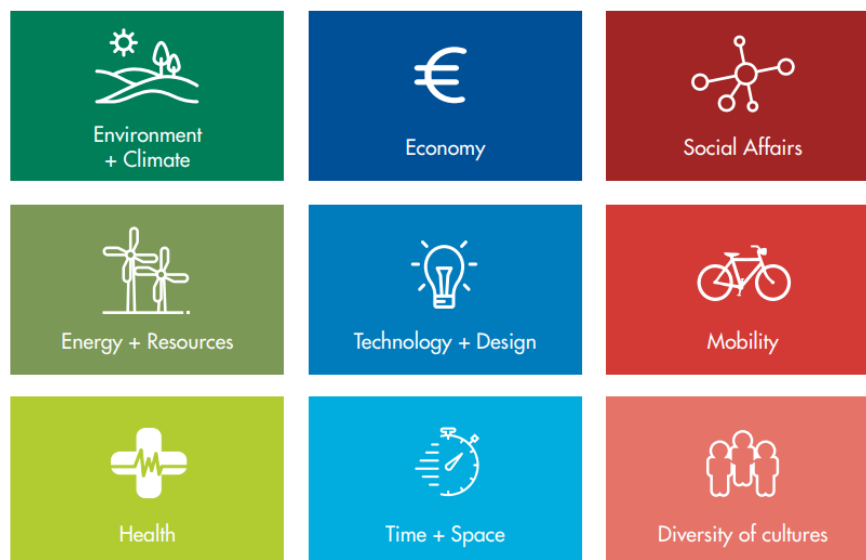 Environment
+ Climate
Economy
Social Affairs
Energy + Resources
Technology + Design
Mobility
Health
Time + Space
Diversity of cultures